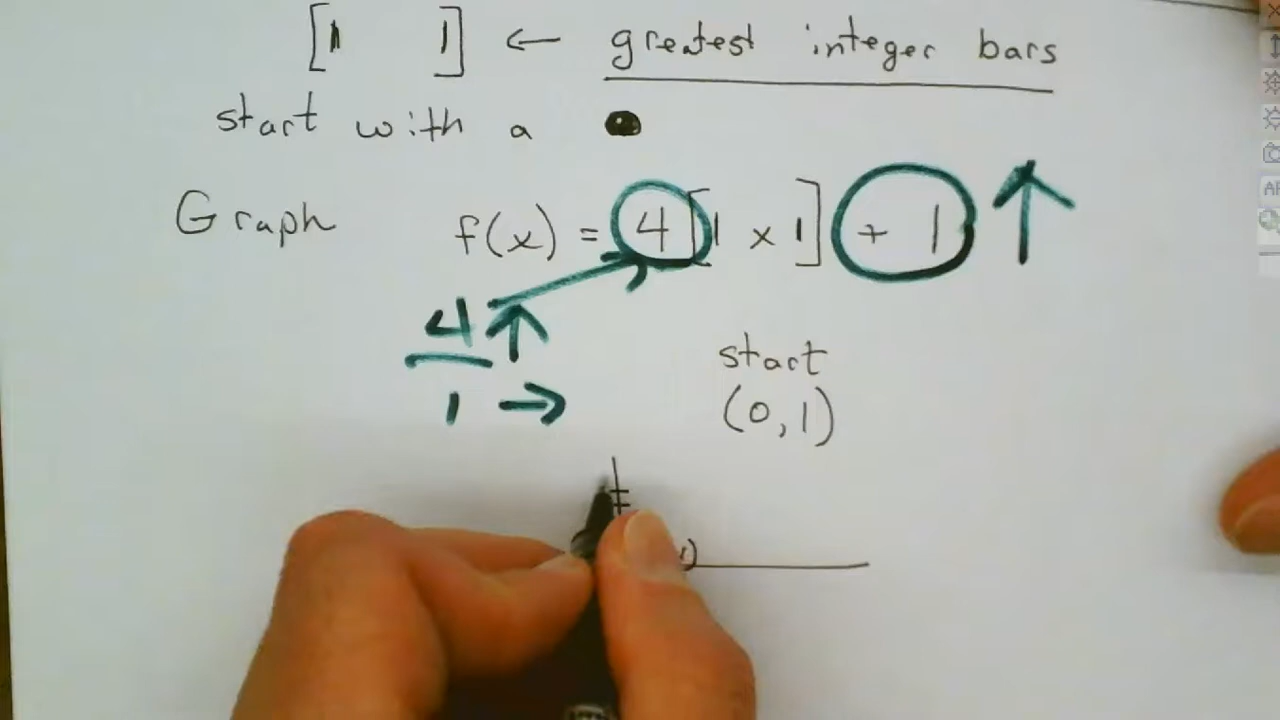 [| |] ← greatest integer bars
start with a ●
Graph f(x) = 4[| x |] + 1 ↑
4 ↑
1 →
start
(0,1)